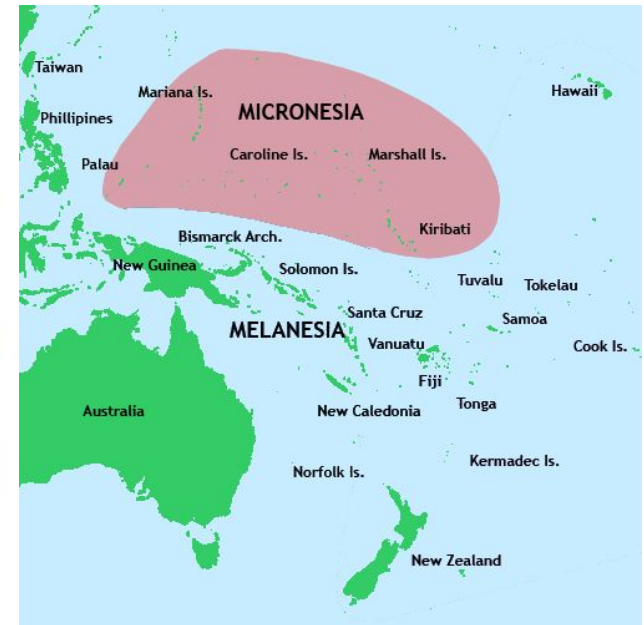 Taiwan
Hawaii
Mariana Is.
MICRONESIA
Phillipines
Caroline Is.
Marshall Is.
Palau
Kiribati
Bismarck Arch.
New Guinea
Solomon Is.
Tuvalu
Tokelau
Santa Cruz
Samoa
MELANESIA
Vanuatu
Cook Is.
Fiji
Tonga
Australia
New Caledonia
Kermadec Is.
Norfolk Is.
New Zealand